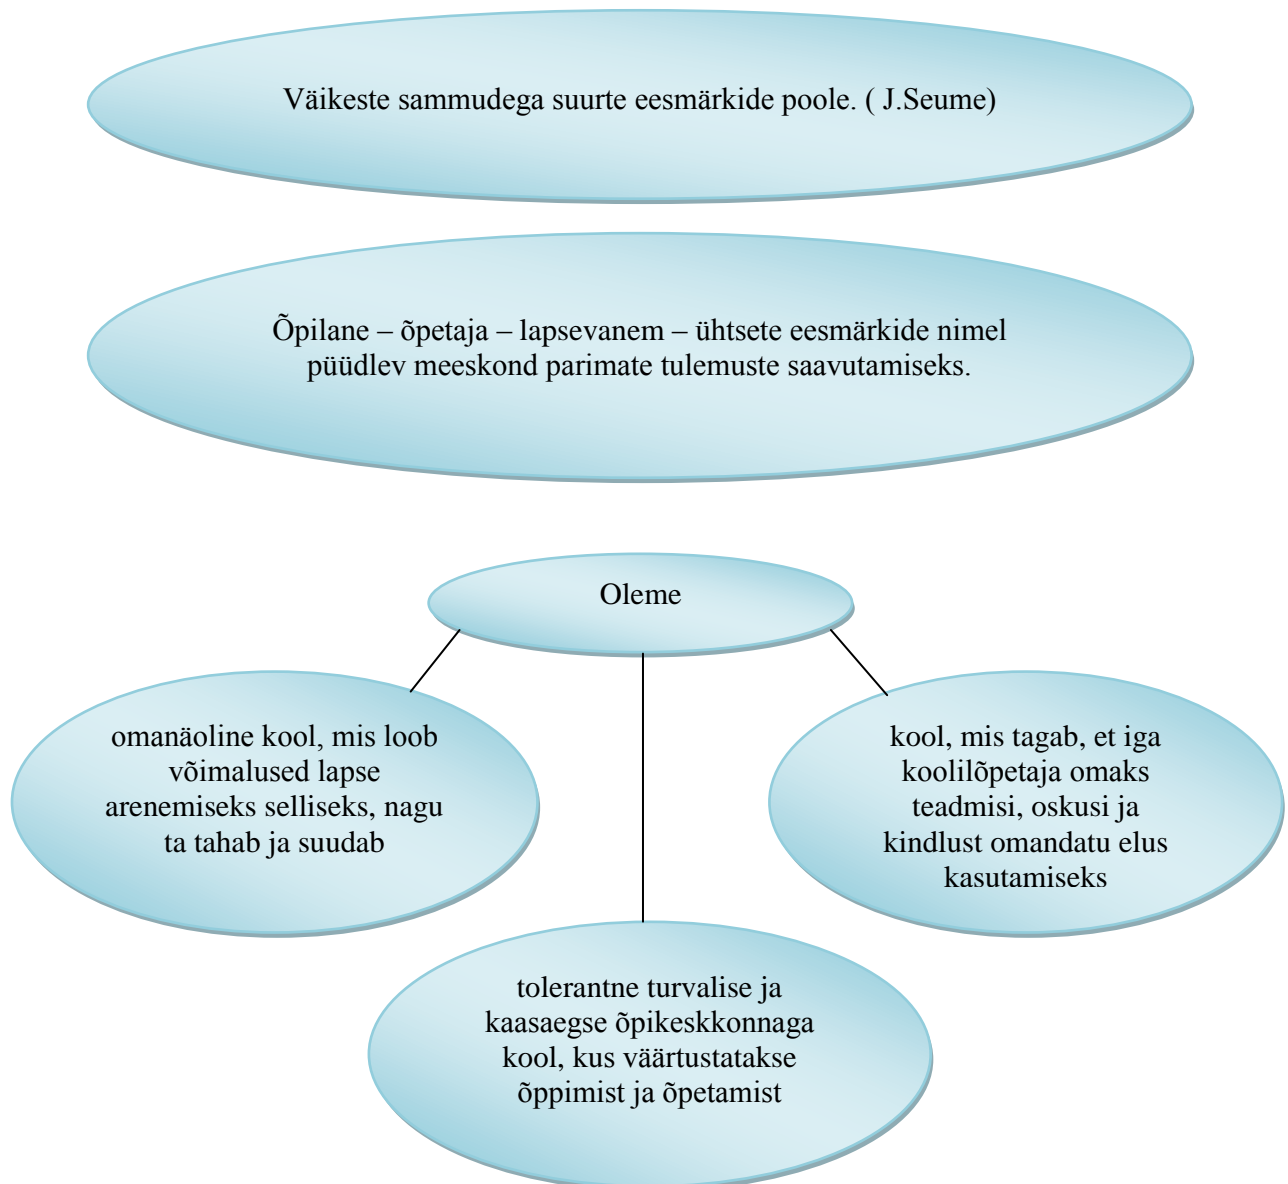 Väikeste sammudega suurte eesmärkide poole. ( J.Seume)
Õpilane – õpetaja – lapsevanem – ühtsete eesmärkide nimel
püüdlev meeskond parimate tulemuste saavutamiseks.
Oleme
omanäoline kool, mis loob
võimalused lapse
arenemiseks selliseks, nagu
ta tahab ja suudab
kool, mis tagab, et iga
koolilõpetaja omaks
teadmisi, oskusi ja
kindlust omandatu elus
kasutamiseks
tolerantne turvalise ja
kaasaegse õpikeskkonnaga
kool, kus väärtustatakse
õppimist ja õpetamist